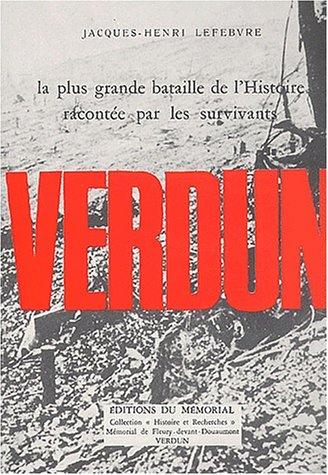 JACQUES-HENRI LEFEBVRE
la plus grande bataille de l'Histoire
racontée par les survivants
VERDUN
ÉDITIONS DU MÉMORIAL
Collection « Histoire et Recherches »
Mémorial de Fleury-devant-Douaumont
VERDUN